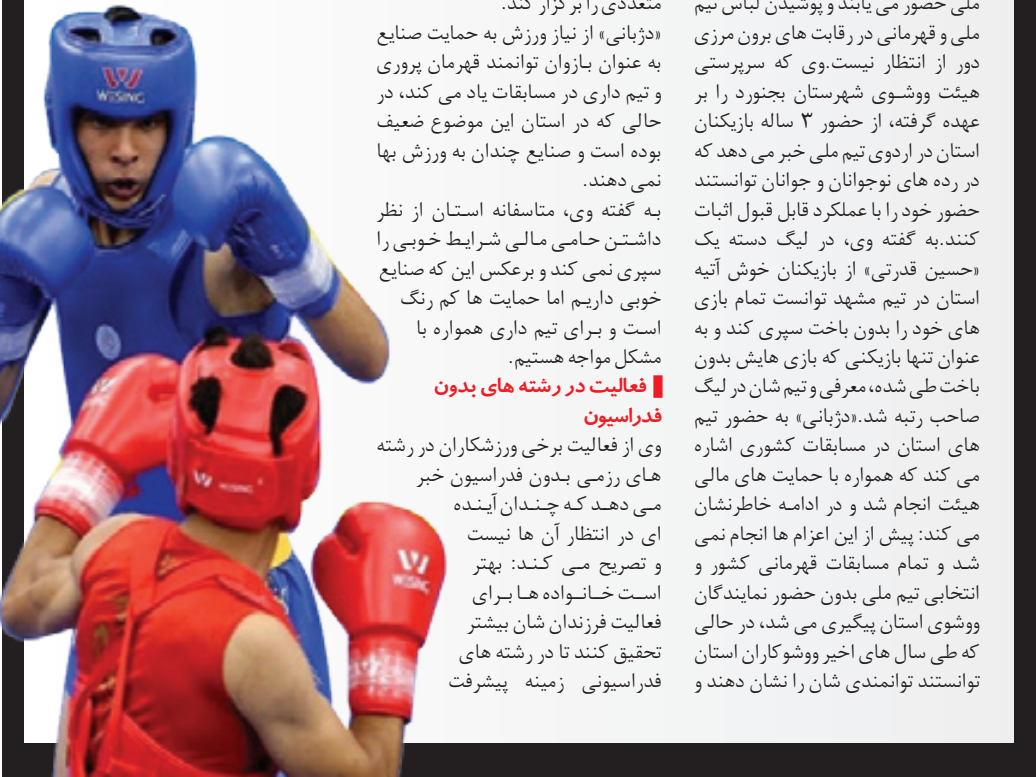 ملی حضور می یابند و پوشیدن لباس تیم
ملی و قهرمانی در رقابت های برون مرزی
دور از انتظار نیست.وی که سرپرستی
هیئت ووشوی شهرستان بجنورد را بر
عهده گرفته، از حضور ۳ ساله بازیکنان
استان در اردوی تیم ملی خبر می دهد که
در رده های نوجوانان و جوانان توانستند
حضور خود را با عملکرد قابل قبول اثبات
کنند.به گفته وی، در لیگ دسته یک
«حسین قدرتی» از بازیکنان خوش آتیه
استان در تیم مشهد توانست تمام بازی
های خود را بدون باخت سپری کند و به
عنوان تنها بازیکنی که بازی هایش بدون
باخت طی شده، معرفی و تیم شان در لیگ
صاحب رتبه شد.«دژبانی» به حضور تیم
های استان در مسابقات کشوری اشاره
می کند که همواره با حمایت های مالی
هیئت انجام شد و در ادامه خاطرنشان
می کند: پیش از این اعزام ها انجام نمی
شد و تمام مسابقات قهرمانی کشور و
انتخابی تیم ملی بدون حضور نمایندگان
ووشوی استان پیگیری می شد، در حالی
که طی سال های اخیر ووشوکاران استان
توانستند توانمندی شان را نشان دهند و
متعددی را برگزار کند.
«دژبانی» از نیاز ورزش به حمایت صنایع
به عنوان بازوان توانمند قهرمان پروری
و تیم داری در مسابقات یاد می کند، در
حالی که در استان این موضوع ضعیف
بوده است و صنایع چندان به ورزش بها
نمی دهند.
به گفته وی، متاسفانه استان از نظر
داشتن حامی مالی شرایط خوبی را
سپری نمی کند و برعکس این که صنایع
خوبی داریم اما حمایت ها کم رنگ
است و برای تیم داری همواره با
مشکل مواجه هستیم.
فعالیت در رشته های بدون
فدراسیون
وی از فعالیت برخی ورزشکاران در رشته
های رزمی بدون فدراسیون خبر
می دهد که چندان آینده
ای در انتظار آن ها نیست
و تصریح می کند: بهتر
است خانواده ها برای
فعالیت فرزندان شان بیشتر
تحقیق کنند تا در رشته های
فدراسیونی زمینه پیشرفت
WESING
WESING
WESING